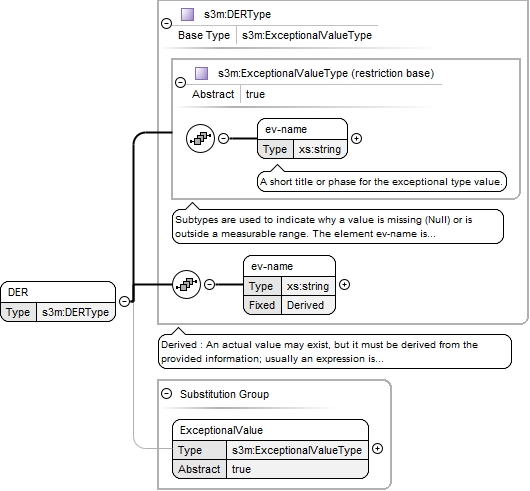 s3m:DERType
Base Type s3m:ExceptionalValueType
s3m:ExceptionalValueType (restriction base)
Abstract true
ev-name
Type xs:string
A short title or phase for the exceptional type value.
Subtypes are used to indicate why a value is missing (Null) or is
outside a measurable range. The element ev-name is...
ev-name
Type xs:string
Fixed Derived
DER
Type s3m:DERType
Derived : An actual value may exist, but it must be derived from the
provided information; usually an expression is...
Substitution Group
ExceptionalValue
Type s3m:ExceptionalValueType
Abstract true